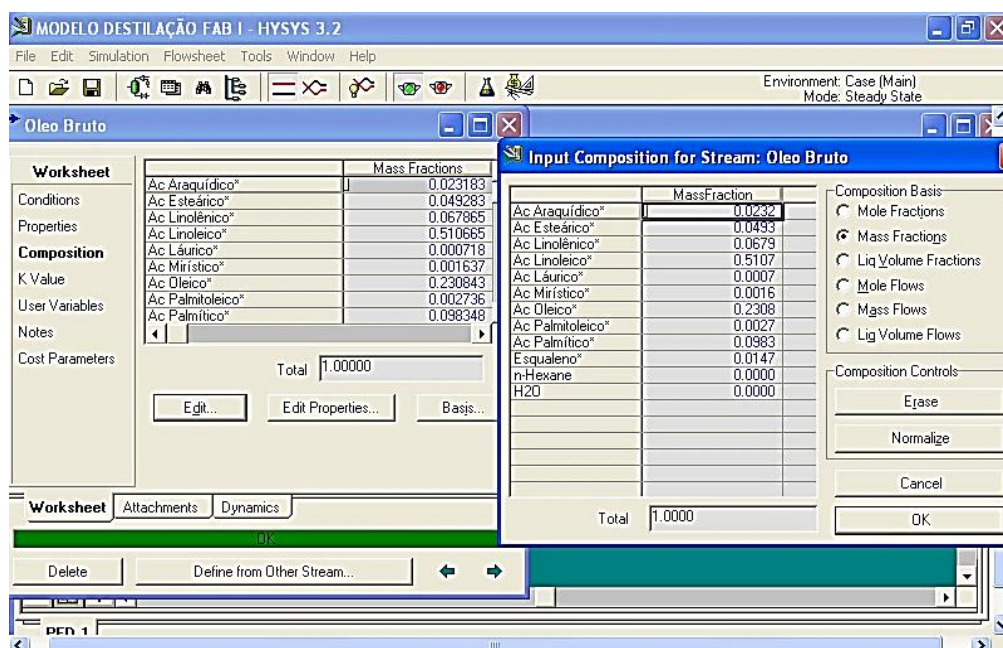 MODELO DESTILAÇÃO FAB I - HYSYS 3.2
File Edit Simulation Flowsheet Tools Window Help
Environment: Case (Main)
Mode: Steady State
Oleo Bruto
Worksheet
Conditions
Properties
Composition
K Value
User Variables
Notes
Cost Parameters
Mass Fractions
Ac Araquídico* 0.023183
Ac Esteárico* 0.049283
Ac Linolênico* 0.067865
Ac Linoleico* 0.510665
Ac Láurico* 0.000718
Ac Mirístico* 0.001637
Ac Oleico* 0.230843
Ac Palmitoleico* 0.002736
Ac Palmítico* 0.098348
Total 1.00000
Edit... Edit Properties... Basis...
Worksheet Attachments Dynamics
OK
Delete Define from Other Stream...
PFD 1
Input Composition for Stream: Oleo Bruto
MassFraction
Ac Araquídico* 0.0232
Ac Esteárico* 0.0493
Ac Linolênico* 0.0679
Ac Linoleico* 0.5107
Ac Láurico* 0.0007
Ac Mirístico* 0.0016
Ac Oleico* 0.2308
Ac Palmitoleico* 0.0027
Ac Palmítico* 0.0983
Esqualeno* 0.0147
n-Hexane 0.0000
H2O 0.0000
Total 1.0000
Composition Basis
Mole Fractions
Mass Fractions
Liq Volume Fractions
Mole Flows
Mass Flows
Liq Volume Flows
Composition Controls
Erase
Normalize
Cancel
OK